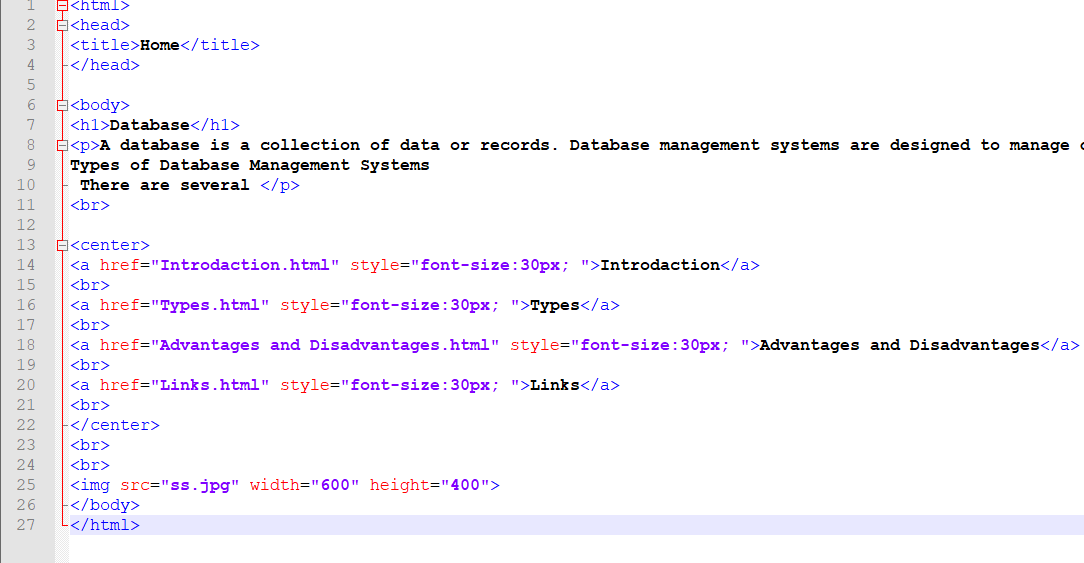 1 <html>
2 <head>
3 <title>Home</title>
4 </head>
5
6 <body>
7 <h1>Database</h1>
8 <p>A database is a collection of data or records. Database management systems are designed to manage
9 Types of Database Management Systems
10 There are several </p>
11 <br>
12
13 <center>
14 <a href="Introdaction.html" style="font-size:30px; ">Introdaction</a>
15 <br>
16 <a href="Types.html" style="font-size:30px; ">Types</a>
17 <br>
18 <a href="Advantages and Disadvantages.html" style="font-size:30px; ">Advantages and Disadvantages</a>
19 <br>
20 <a href="Links.html" style="font-size:30px; ">Links</a>
21 <br>
22 </center>
23 <br>
24 <br>
25 <img src="ss.jpg" width="600" height="400">
26 </body>
27 </html>